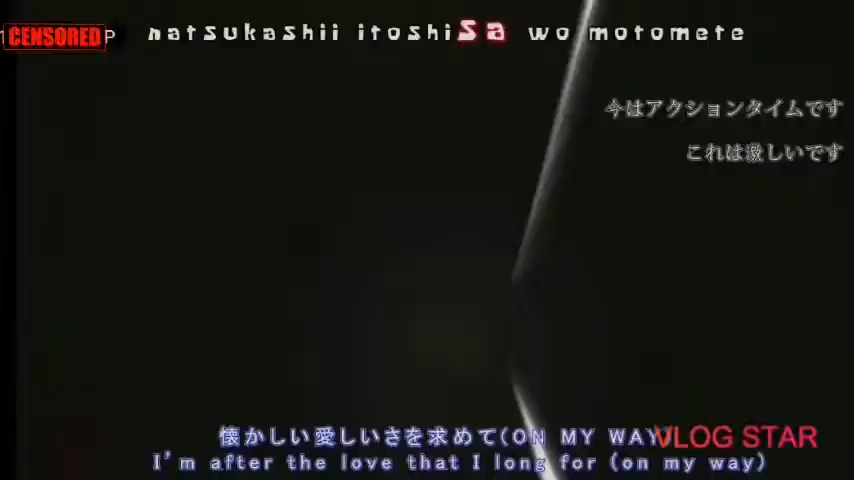 CENSORED P natsukashii itoshisa wo motomete
今はアクションタイムです
これは激しいです
懐かしい愛しいさを求めて(ON MY WAY)
VLOG STAR
I'm after the love that I long for (on my way)